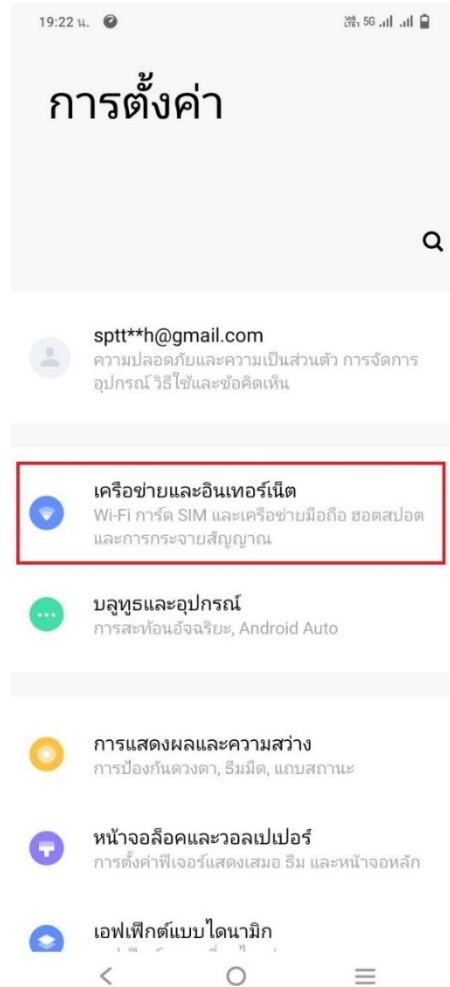 19:22 น.
5G
การตั้งค่า
sptt**h@gmail.com
ความปลอดภัยและความเป็นส่วนตัว การจัดการ
อุปกรณ์ วิธีใช้และข้อคิดเห็น
เครือข่ายและอินเทอร์เน็ต
Wi-Fi การ์ด SIM และเครือข่ายมือถือ ฮอตสปอต
และการกระจายสัญญาณ
บลูทูธและอุปกรณ์
การสะท้อนอัจฉริยะ, Android Auto
การแสดงผลและความสว่าง
การป้องกันดวงตา, ธีมมืด, แถบสถานะ
หน้าจอล็อคและวอลเปเปอร์
การตั้งค่าฟีเจอร์แสดงเสมอ ธีม และหน้าจอหลัก
เอฟเฟ็กต์แบบไดนามิก